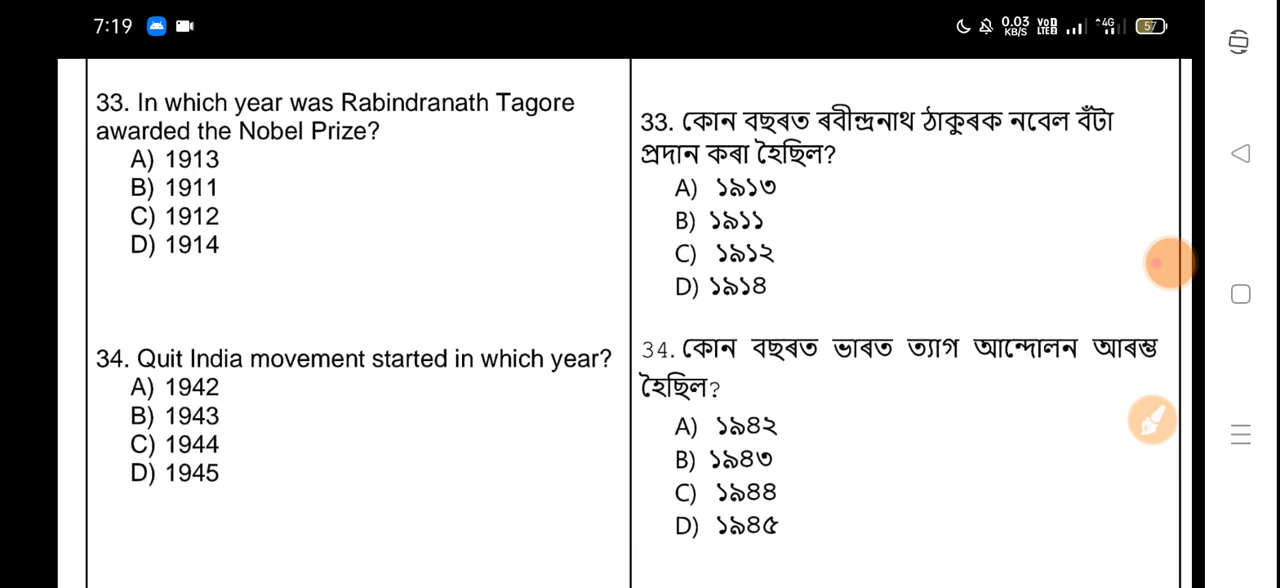 7:19
0.03 KB/S VoD LTE2 4G 57
33. In which year was Rabindranath Tagore
awarded the Nobel Prize?
A) 1913
B) 1911
C) 1912
D) 1914
34. Quit India movement started in which year?
A) 1942
B) 1943
C) 1944
D) 1945
33. কোন বছৰত ৰবীন্দ্ৰনাথ ঠাকুৰক নবেল বঁটা
প্ৰদান কৰা হৈছিল?
A) ১৯১৩
B) ১৯১১
C) ১৯১২
D) ১৯১৪
34. কোন বছৰত ভাৰত ত্যাগ আন্দোলন আৰম্ভ
হৈছিল?
A) ১৯৪২
B) ১৯৪৩
C) ১৯৪৪
D) ১৯৪৫